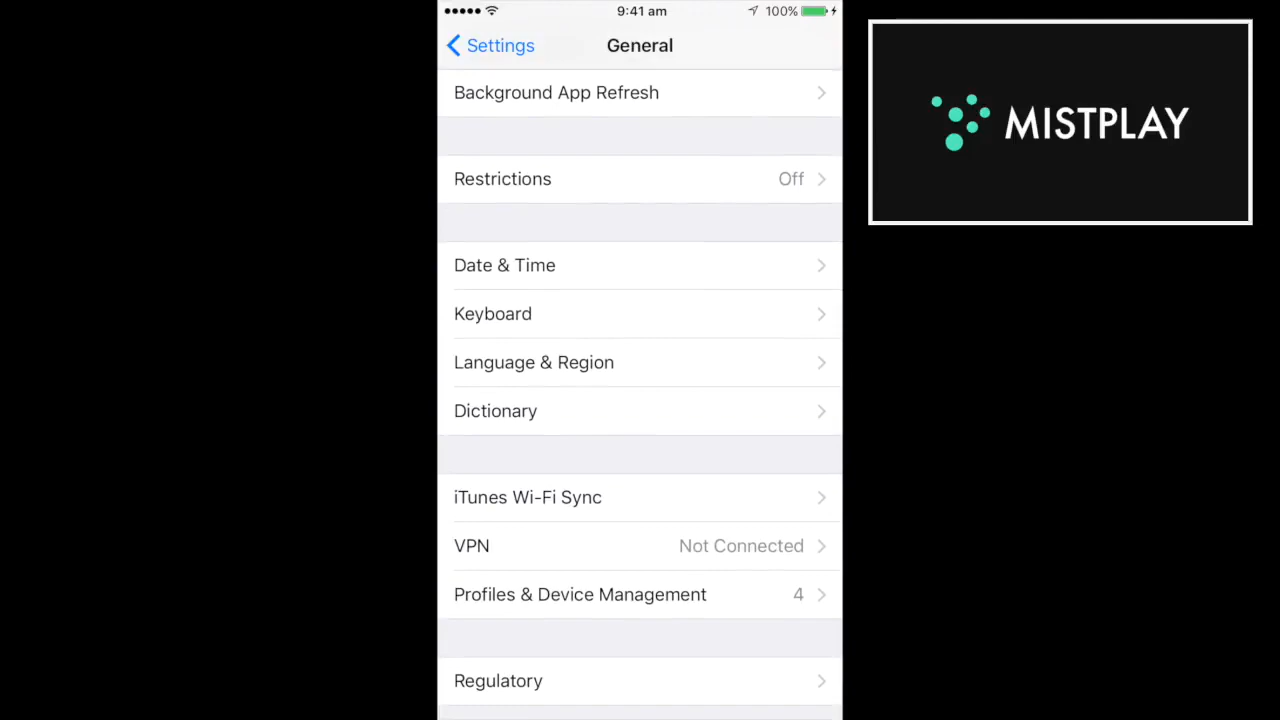 9:41 am
100%
Settings
General
Background App Refresh
Restrictions Off
Date & Time
Keyboard
Language & Region
Dictionary
iTunes Wi-Fi Sync
VPN Not Connected
Profiles & Device Management 4
Regulatory
MISTPLAY